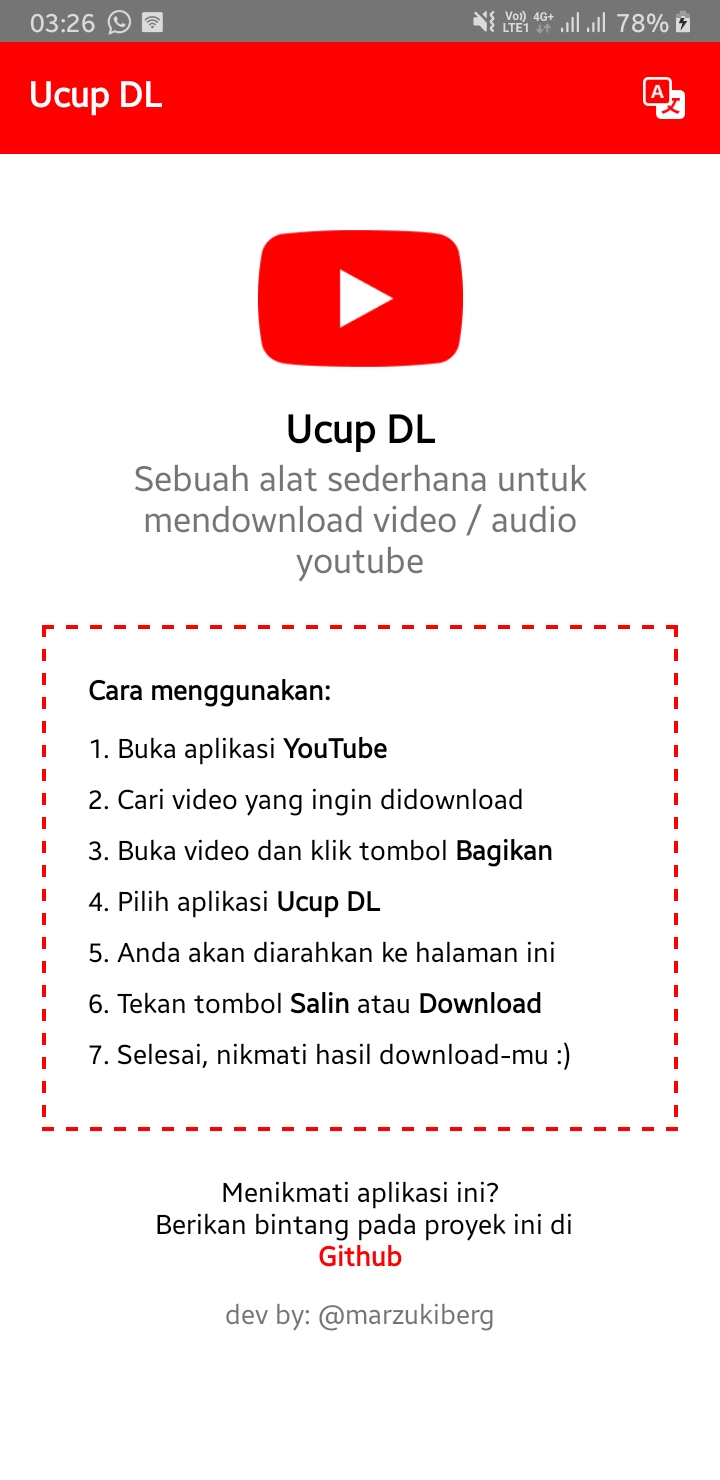 03:26 Vo) LTE1 4G+ 78%
Ucup DL
A 文
Ucup DL
Sebuah alat sederhana untuk
mendownload video / audio
youtube
Cara menggunakan:
1. Buka aplikasi YouTube
2. Cari video yang ingin didownload
3. Buka video dan klik tombol Bagikan
4. Pilih aplikasi Ucup DL
5. Anda akan diarahkan ke halaman ini
6. Tekan tombol Salin atau Download
7. Selesai, nikmati hasil download-mu :)
Menikmati aplikasi ini?
Berikan bintang pada proyek ini di
Github
dev by: @marzukiberg